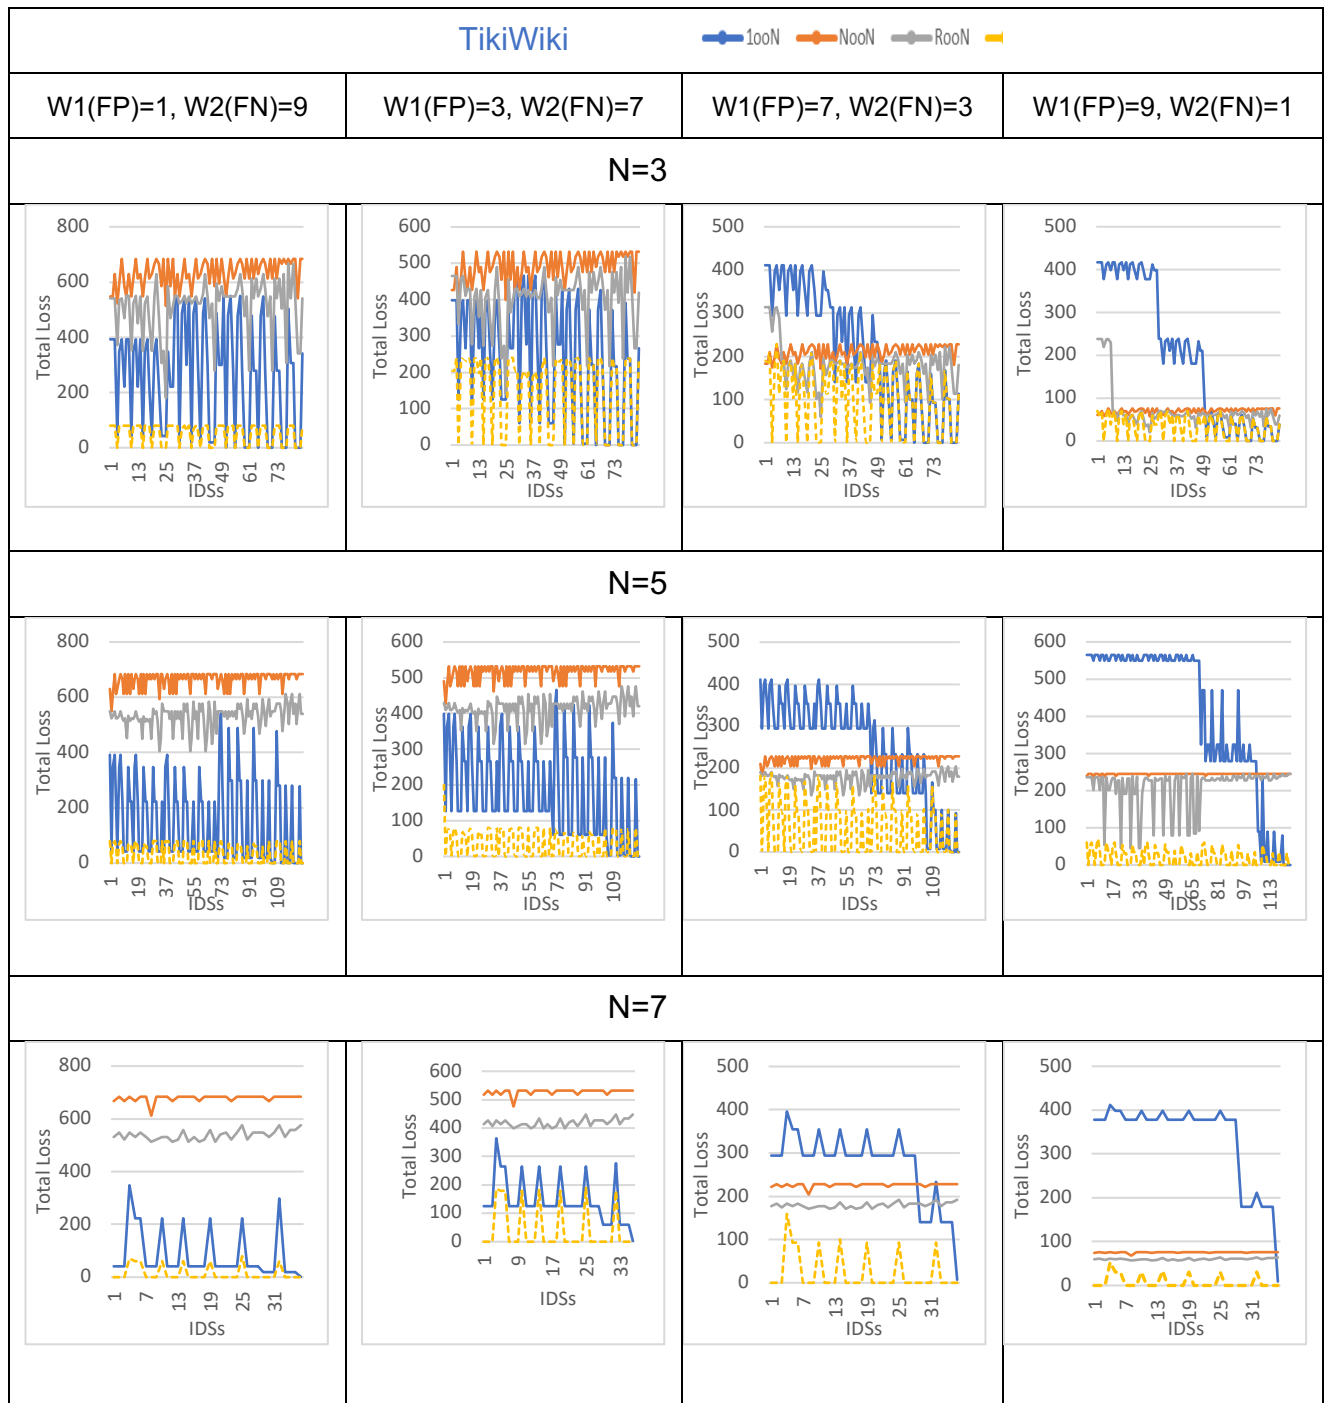 TikiWiki 1ooN NooN RooN
W1(FP)=1, W2(FN)=9 W1(FP)=3, W2(FN)=7 W1(FP)=7, W2(FN)=3 W1(FP)=9, W2(FN)=1
N=3
800
600
400
200
0
Total Loss
1 13 25 37 49 61 73
IDSs
600
500
400
300
200
100
0
Total Loss
1 13 25 37 49 61 73
IDSs
500
400
300
200
100
0
Total Loss
1 13 25 37 49 61 73
IDSs
500
400
300
200
100
0
Total Loss
1 13 25 37 49 61 73
IDSs
N=5
800
600
400
200
0
Total Loss
1 19 37 55 73 91 109
IDSs
600
500
400
300
200
100
0
Total Loss
1 19 37 55 73 91 109
IDSs
500
400
300
200
100
0
Total Loss
1 19 37 55 73 91 109
IDSs
600
500
400
300
200
100
0
Total Loss
1 17 33 49 65 81 97 113
IDSs
N=7
800
600
400
200
0
Total Loss
1 7 13 19 25 31
IDSs
600
500
400
300
200
100
0
Total Loss
1 9 17 25 33
IDSs
500
400
300
200
100
0
Total Loss
1 7 13 19 25 31
IDSs
500
400
300
200
100
0
Total Loss
1 7 13 19 25 31
IDSs